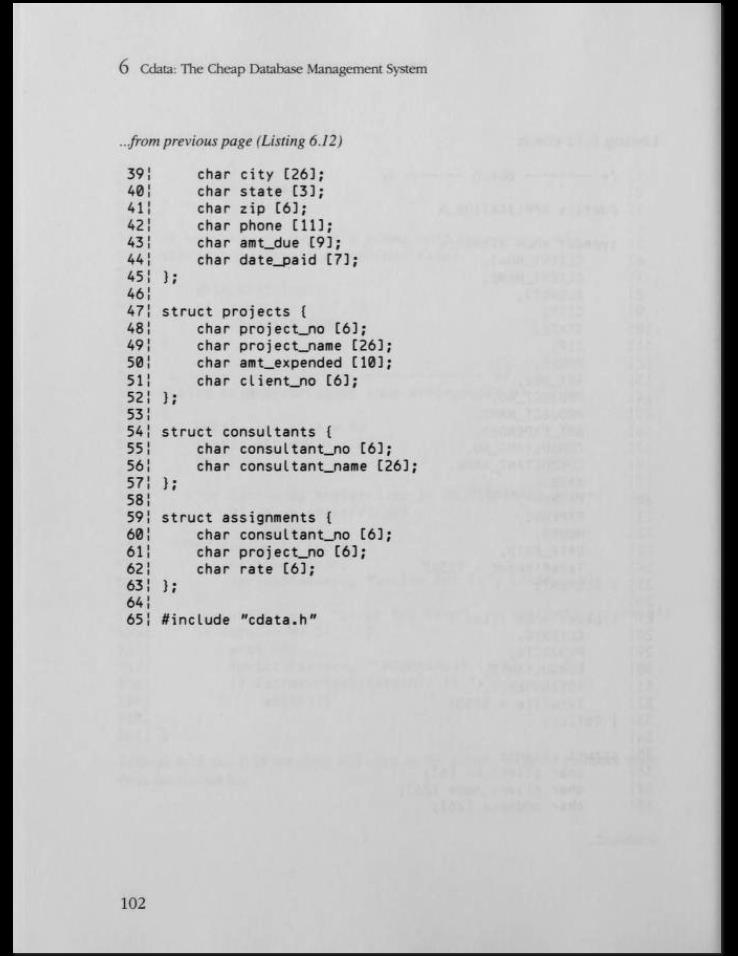 6 Cdata: The Cheap Database Management System
...from previous page (Listing 6.12)
39¦ char city [26];
40¦ char state [3];
41¦ char zip [6];
42¦ char phone [11];
43¦ char amt_due [9];
44¦ char date_paid [7];
45¦ };
46¦
47¦ struct projects {
48¦ char project_no [6];
49¦ char project_name [26];
50¦ char amt_expended [10];
51¦ char client_no [6];
52¦ };
53¦
54¦ struct consultants {
55¦ char consultant_no [6];
56¦ char consultant_name [26];
57¦ };
58¦
59¦ struct assignments {
60¦ char consultant_no [6];
61¦ char project_no [6];
62¦ char rate [6];
63¦ };
64¦
65¦ #include "cdata.h"
102